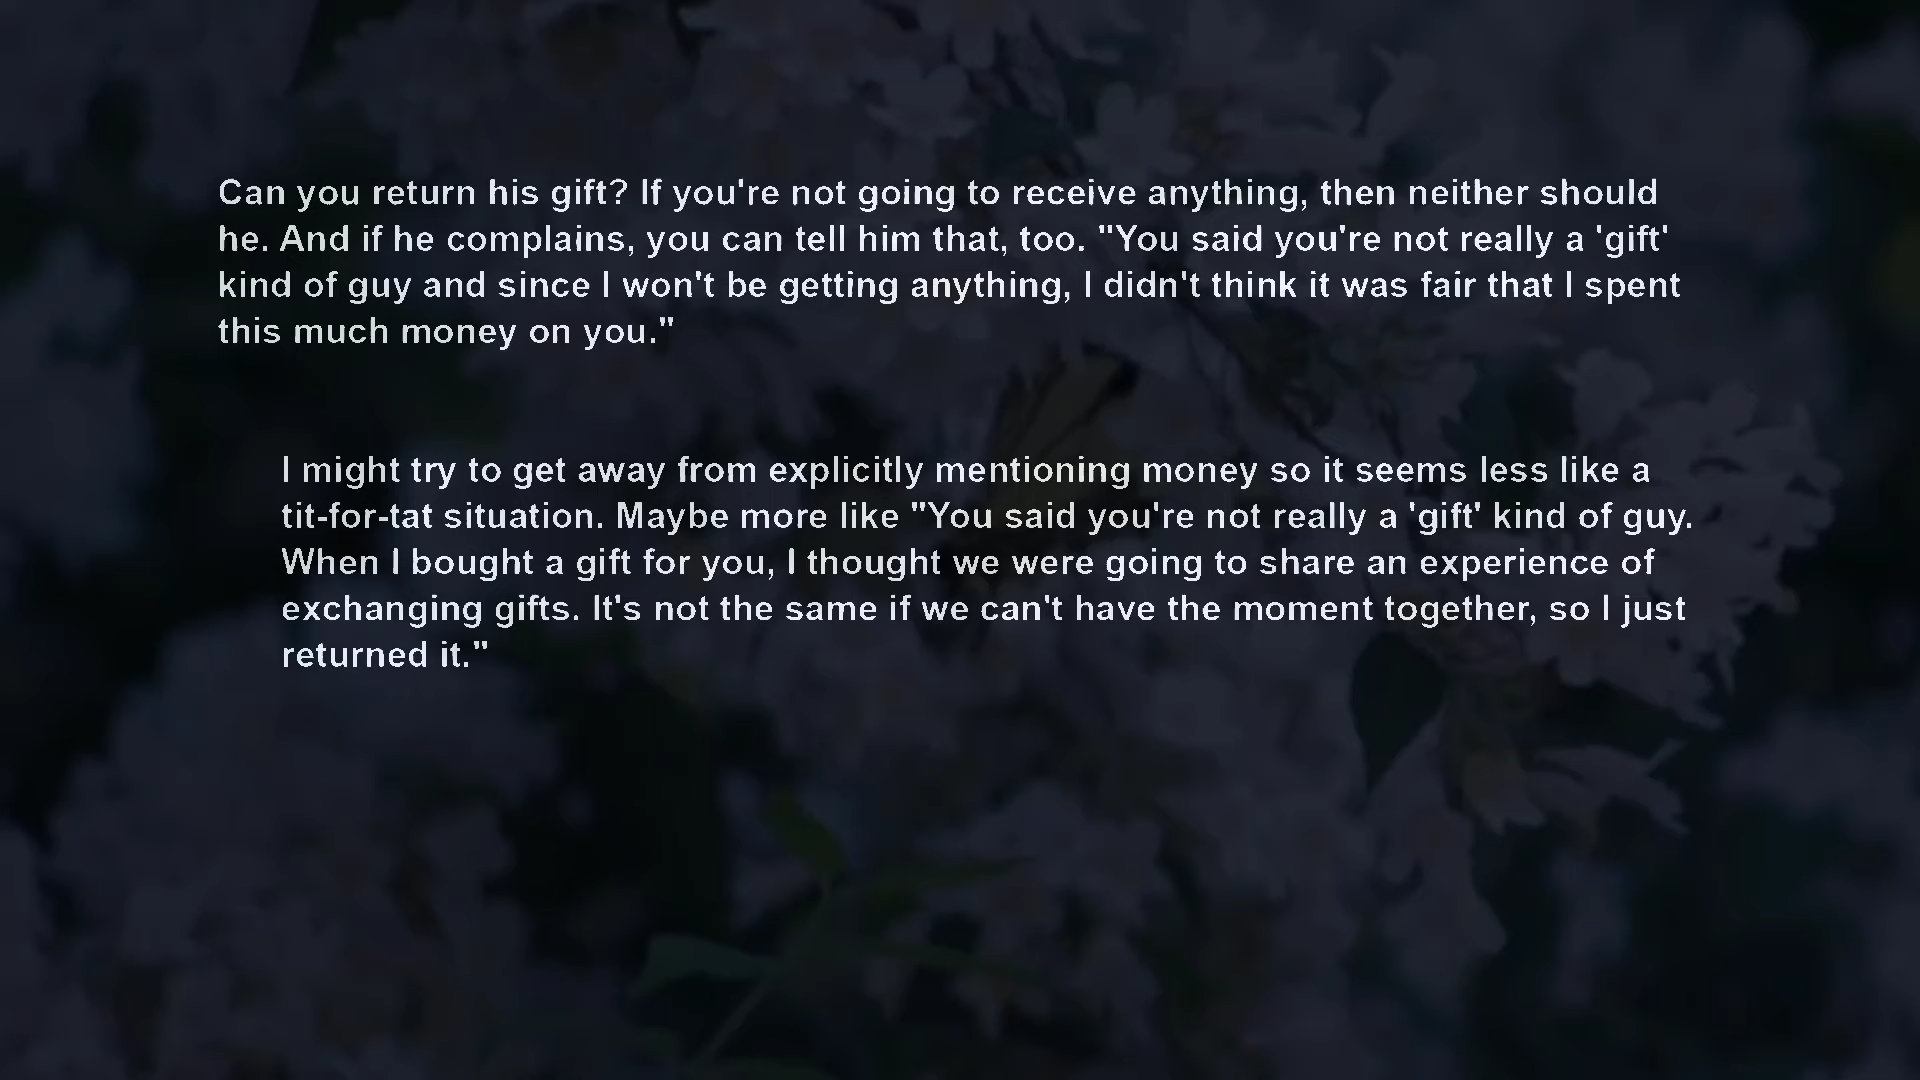 Can you return his gift? If you're not going to receive anything, then neither should
he. And if he complains, you can tell him that, too. "You said you're not really a 'gift'
kind of guy and since I won't be getting anything, I didn't think it was fair that I spent
this much money on you."
I might try to get away from explicitly mentioning money so it seems less like a
tit-for-tat situation. Maybe more like "You said you're not really a 'gift' kind of guy.
When I bought a gift for you, I thought we were going to share an experience of
exchanging gifts. It's not the same if we can't have the moment together, so I just
returned it."